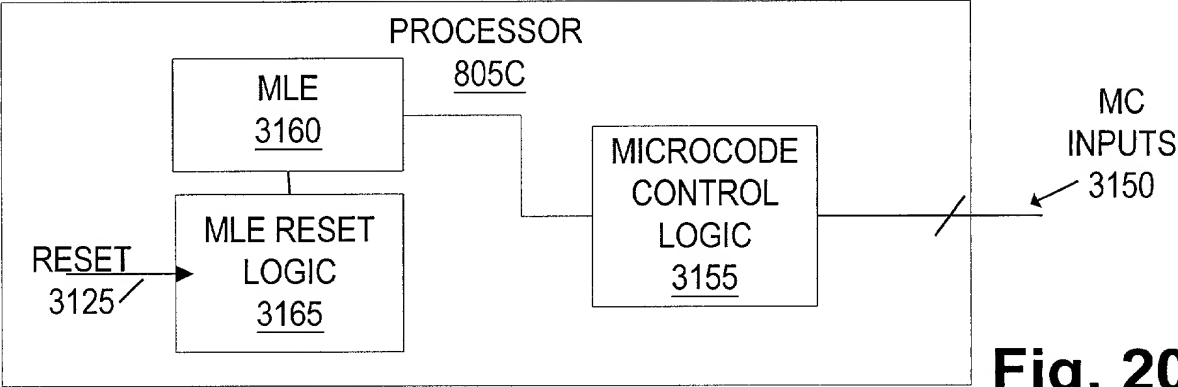 PROCESSOR
805C
MLE
3160
MLE RESET
LOGIC
3165
RESET
3125
MICROCODE
CONTROL
LOGIC
3155
MC
INPUTS
3150
Fig. 20